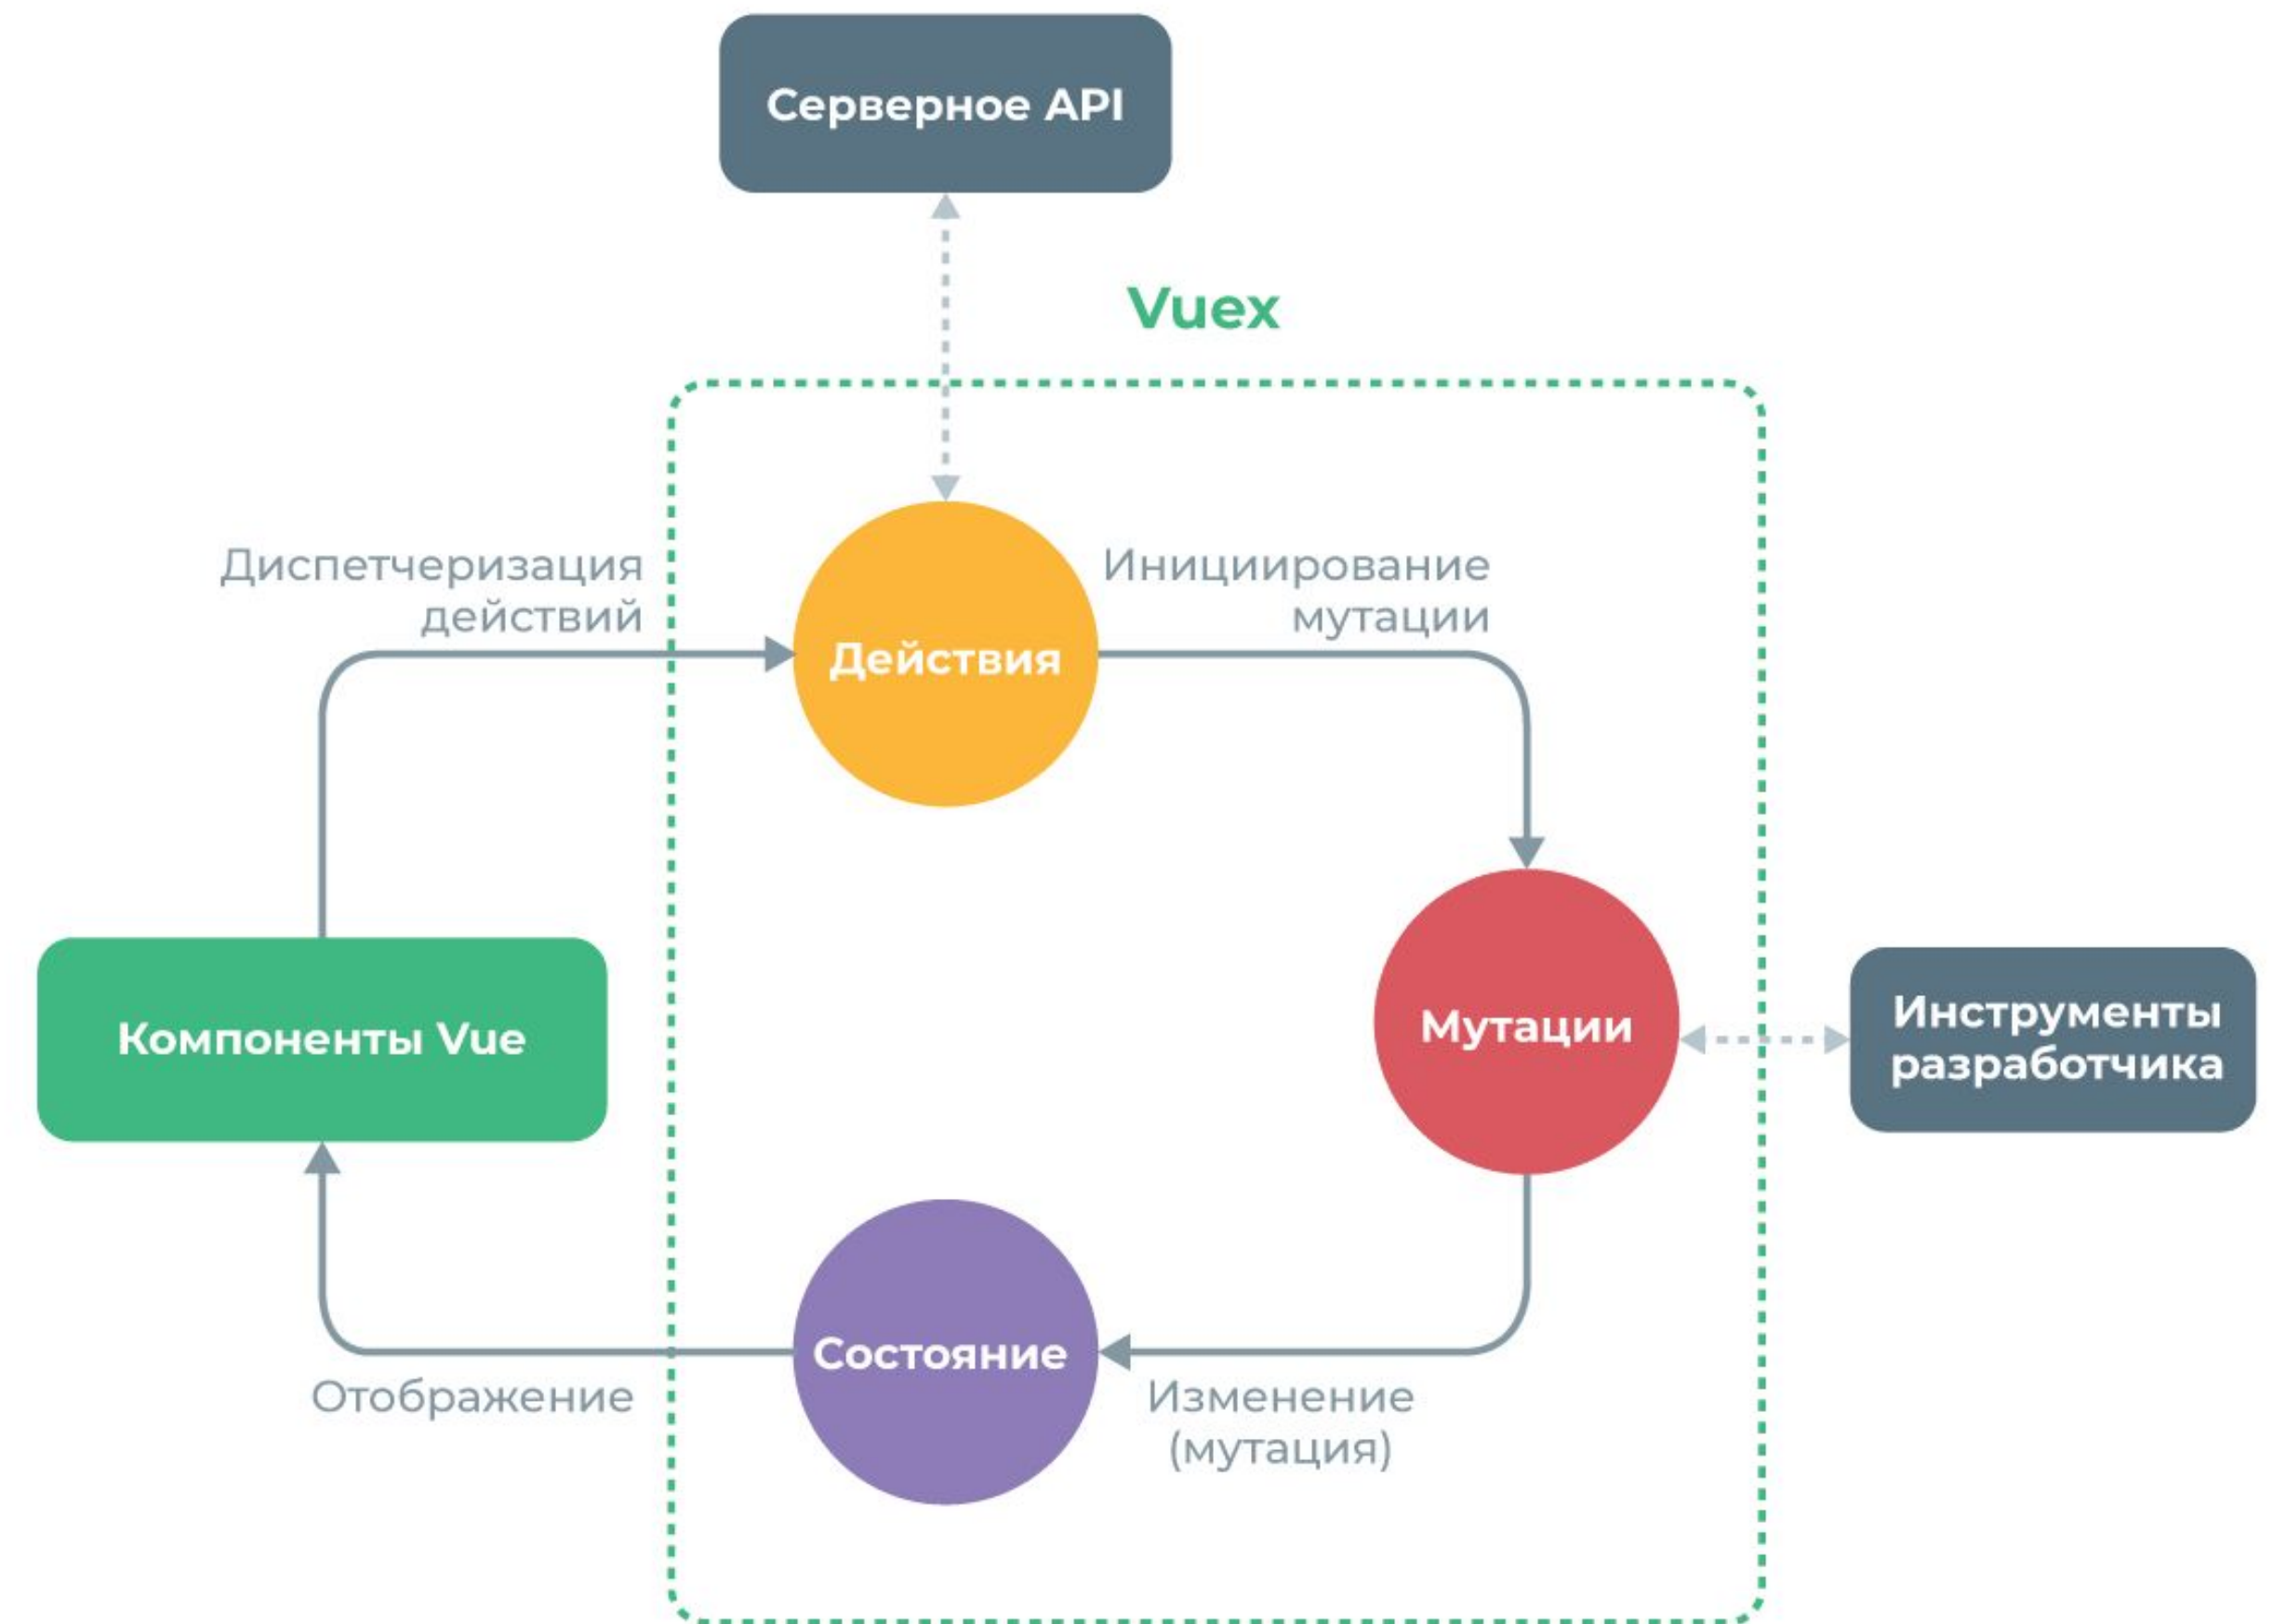 Серверное API
Vuex
Диспетчеризация
действий
Инициирование
мутации
Действия
Компоненты Vue
Мутации
Инструменты
разработчика
Состояние
Отображение
Изменение
(мутация)